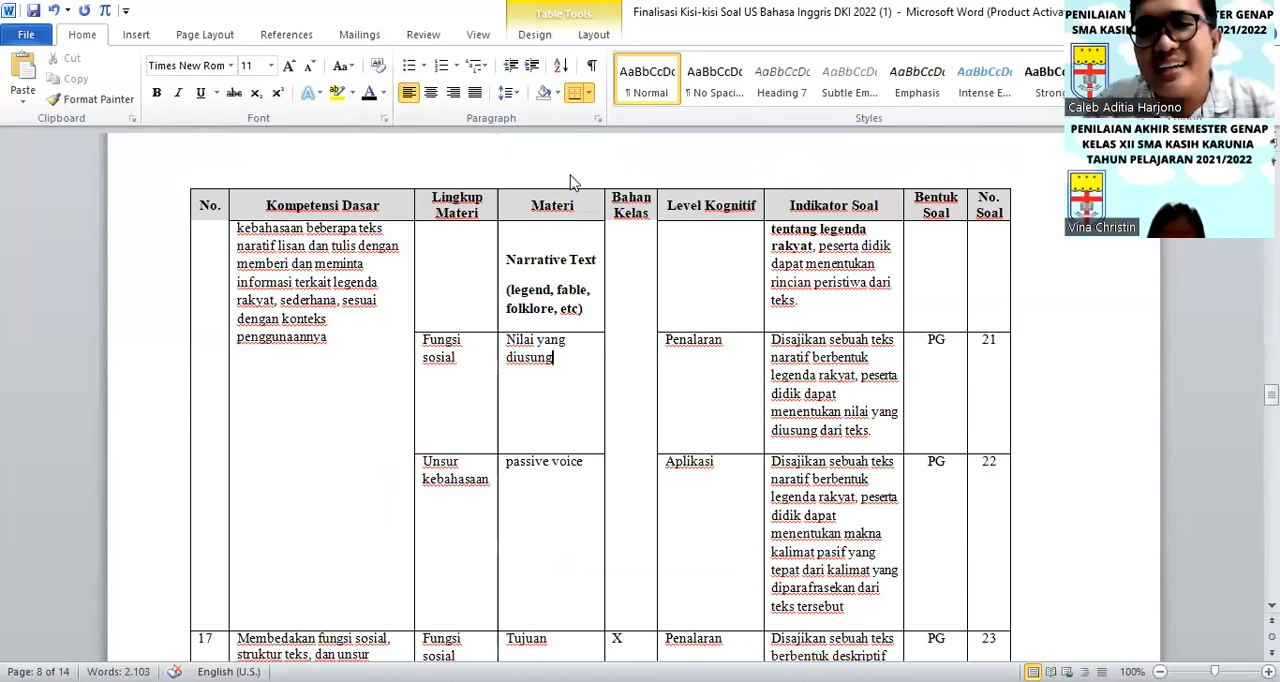 Table Tools
Finalisasi Kisi-kisi Soal US Bahasa Inggris DKI 2022 (1) - Microsoft Word (Product Activa
File Home Insert Page Layout References Mailings Review View Design Layout
Cut
Copy
Format Painter
Paste
Times New Rom 11
AaBbCcDc AaBbCcDc AaBbCcDc AaBbCcDc AaBbCcDc AaBbCcDc AaBbCc
¶ Normal ¶ No Spaci... Heading 7 Subtle Em... Emphasis Intense E... Strong
Clipboard Font Paragraph Styles
PENILAIAN
SEMESTER GENAP
SMA KASIH
2021/2022
Caleb Aditia Harjono
PENILAIAN AKHIR SEMESTER GENAP
KELAS XII SMA KASIH KARUNIA
TAHUN PELAJARAN 2021/2022
Vina Christin
No. Kompetensi Dasar Lingkup Materi Materi Bahan Kelas Level Kognitif Indikator Soal Bentuk Soal No. Soal
kebahasaan beberapa teks
naratif lisan dan tulis dengan
memberi dan meminta
informasi terkait legenda
rakyat, sederhana, sesuai
dengan konteks
penggunaannya
Narrative Text
(legend, fable,
folklore, etc)
tentang legenda
rakyat, peserta didik
dapat menentukan
rincian peristiwa dari
teks.
Fungsi
sosial
Nilai yang
diusung
Penalaran
Disajikan sebuah teks
naratif berbentuk
legenda rakyat, peserta
didik dapat
menentukan nilai yang
diusung dari teks.
PG
21
Unsur
kebahasaan
passive voice
Aplikasi
Disajikan sebuah teks
naratif berbentuk
legenda rakyat, peserta
didik dapat
menentukan makna
kalimat pasif yang
tepat dari kalimat yang
diparafrasekan dari
teks tersebut
PG
22
17
Membedakan fungsi sosial,
struktur teks, dan unsur
Fungsi
sosial
Tujuan
X
Penalaran
Disajikan sebuah teks
berbentuk deskriptif
PG
23
Page: 8 of 14 Words: 2.103 English (U.S.) 100%